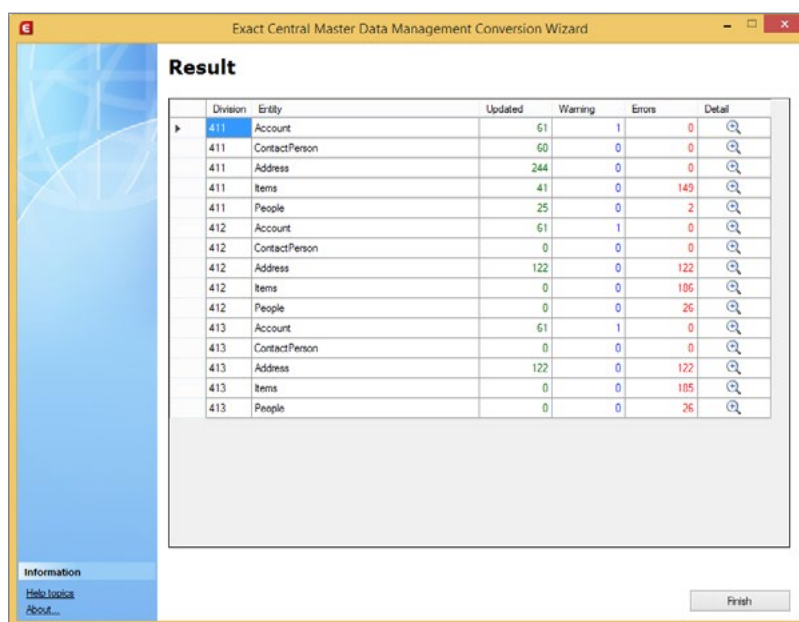 Exact Central Master Data Management Conversion Wizard
Result
Division Entity Updated Warning Errors Detail
411 Account 61 1 0
411 ContactPerson 60 0 0
411 Address 244 0 0
411 Items 41 0 149
411 People 25 0 2
412 Account 61 1 0
412 ContactPerson 0 0 0
412 Address 122 0 122
412 Items 0 0 186
412 People 0 0 26
413 Account 61 1 0
413 ContactPerson 0 0 0
413 Address 122 0 122
413 Items 0 0 185
413 People 0 0 26
Information
Help topics
About...
Finish